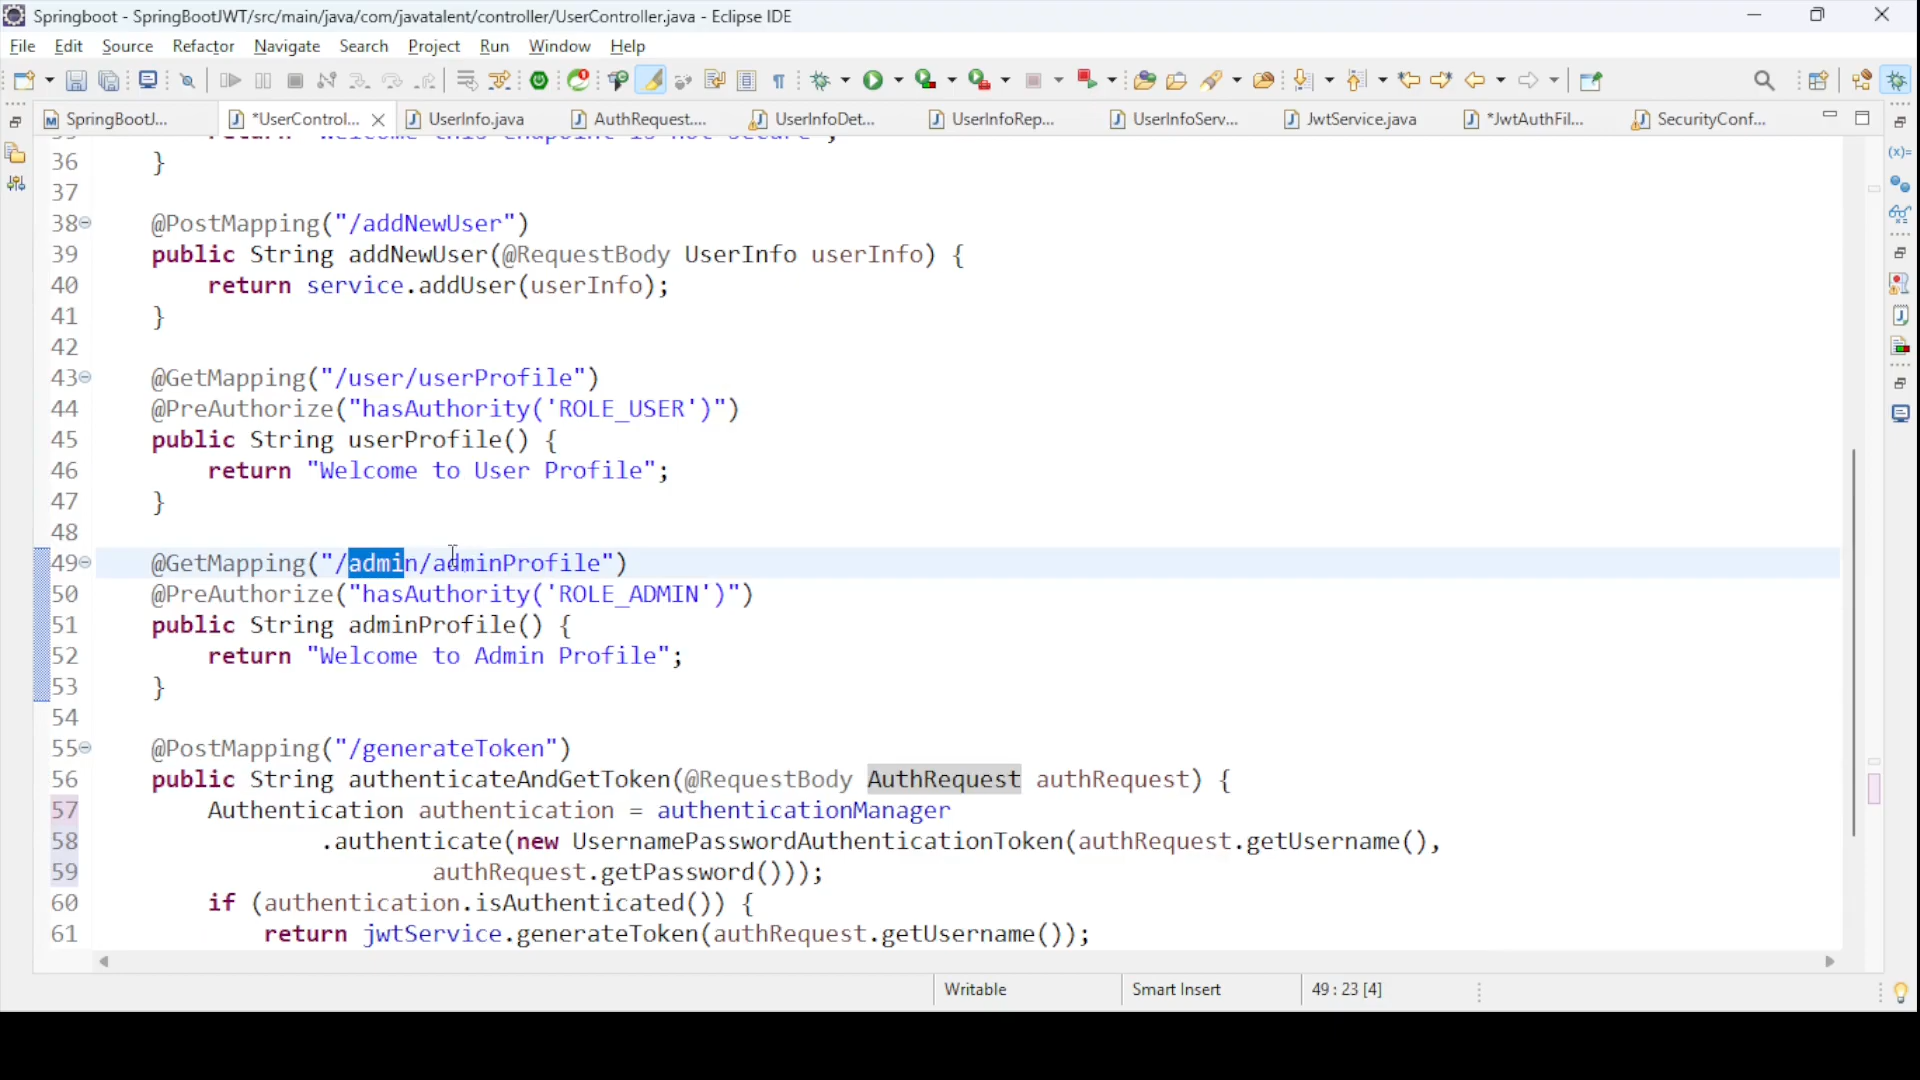 Springboot - SpringBootJWT/src/main/java/com/javatalent/controller/UserController.java - Eclipse IDE
File Edit Source Refactor Navigate Search Project Run Window Help
SpringBootJ... *UserControl... UserInfo.java AuthRequest.... UserInfoDet... UserInfoRep... UserInfoServ... JwtService.java *JwtAuthFil... SecurityConf...
36 }
37
38 @PostMapping("/addNewUser")
39 public String addNewUser(@RequestBody UserInfo userInfo) {
40 return service.addUser(userInfo);
41 }
42
43 @GetMapping("/user/userProfile")
44 @PreAuthorize("hasAuthority('ROLE_USER')")
45 public String userProfile() {
46 return "Welcome to User Profile";
47 }
48
49 @GetMapping("/admin/adminProfile")
50 @PreAuthorize("hasAuthority('ROLE_ADMIN')")
51 public String adminProfile() {
52 return "Welcome to Admin Profile";
53 }
54
55 @PostMapping("/generateToken")
56 public String authenticateAndGetToken(@RequestBody AuthRequest authRequest) {
57 Authentication authentication = authenticationManager
58 .authenticate(new UsernamePasswordAuthenticationToken(authRequest.getUsername(),
59 authRequest.getPassword()));
60 if (authentication.isAuthenticated()) {
61 return jwtService.generateToken(authRequest.getUsername());
Writable Smart Insert 49 : 23 [4]